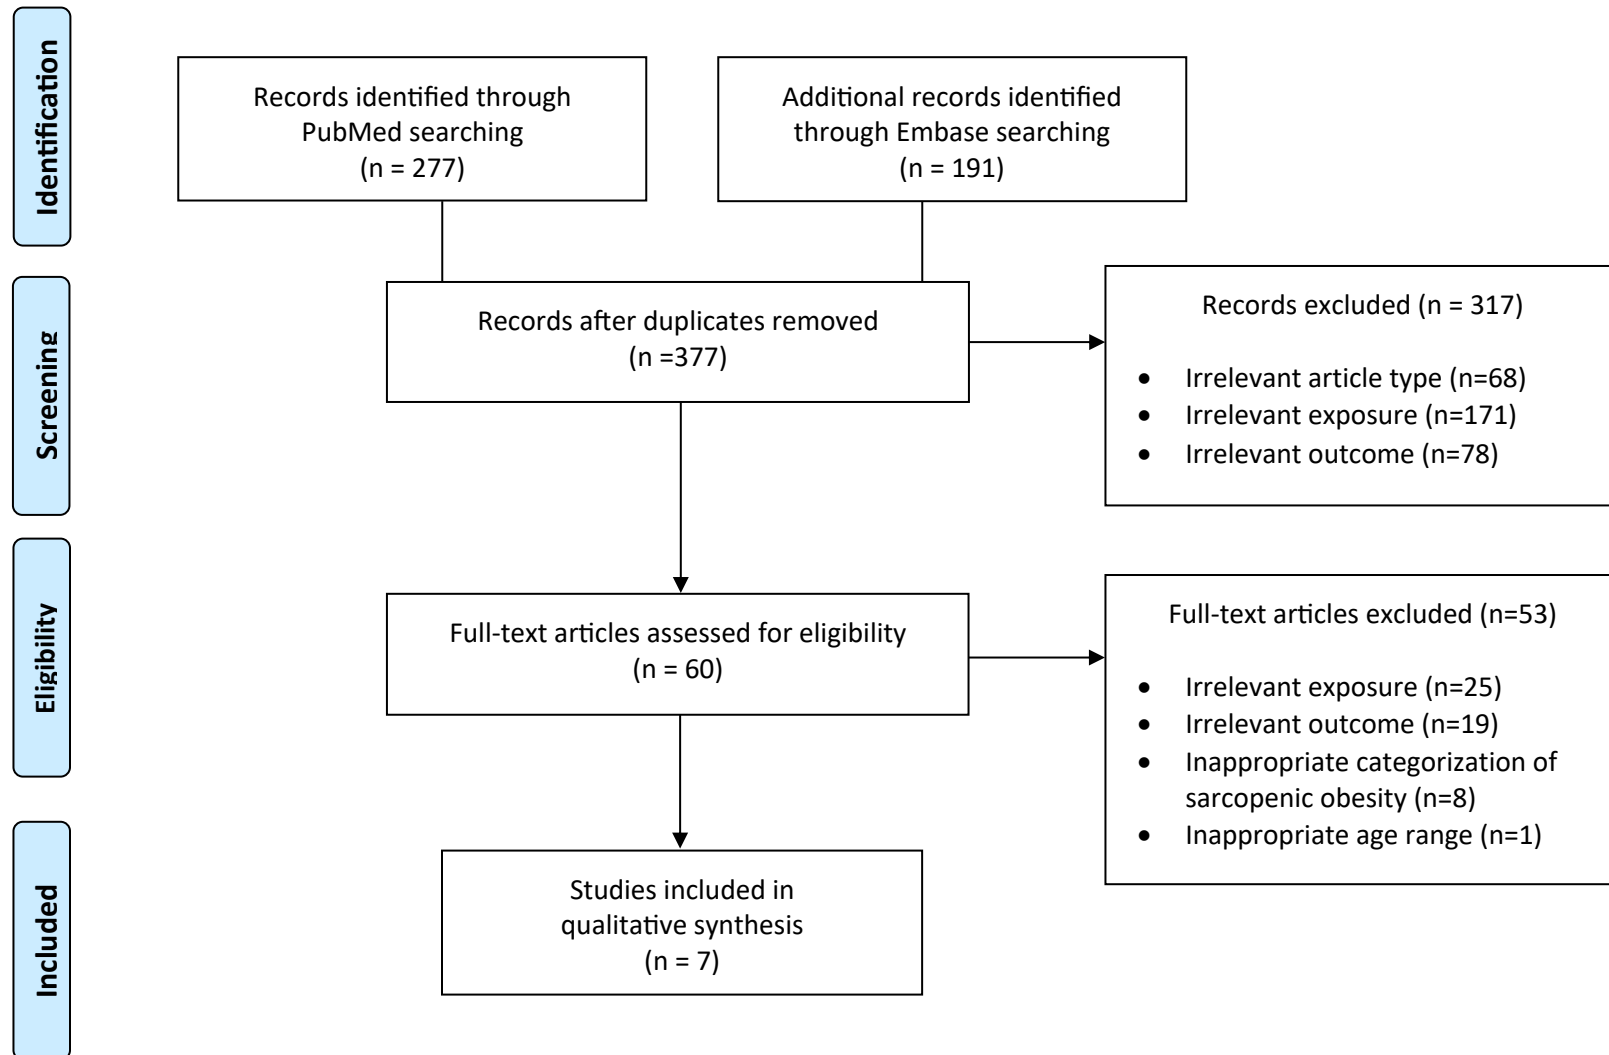 Identification
Records identified through
PubMed searching
(n = 277)
Additional records identified
through Embase searching
(n = 191)
Screening
Records after duplicates removed
(n =377)
Records excluded (n = 317)
• Irrelevant article type (n=68)
• Irrelevant exposure (n=171)
• Irrelevant outcome (n=78)
Eligibility
Full-text articles assessed for eligibility
(n = 60)
Full-text articles excluded (n=53)
• Irrelevant exposure (n=25)
• Irrelevant outcome (n=19)
• Inappropriate categorization of
sarcopenic obesity (n=8)
• Inappropriate age range (n=1)
Included
Studies included in
qualitative synthesis
(n = 7)